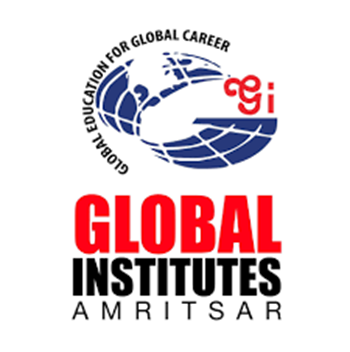 GLOBAL EDUCATION FOR GLOBAL CAREER
Gi
GLOBAL
INSTITUTES
AMRITSAR